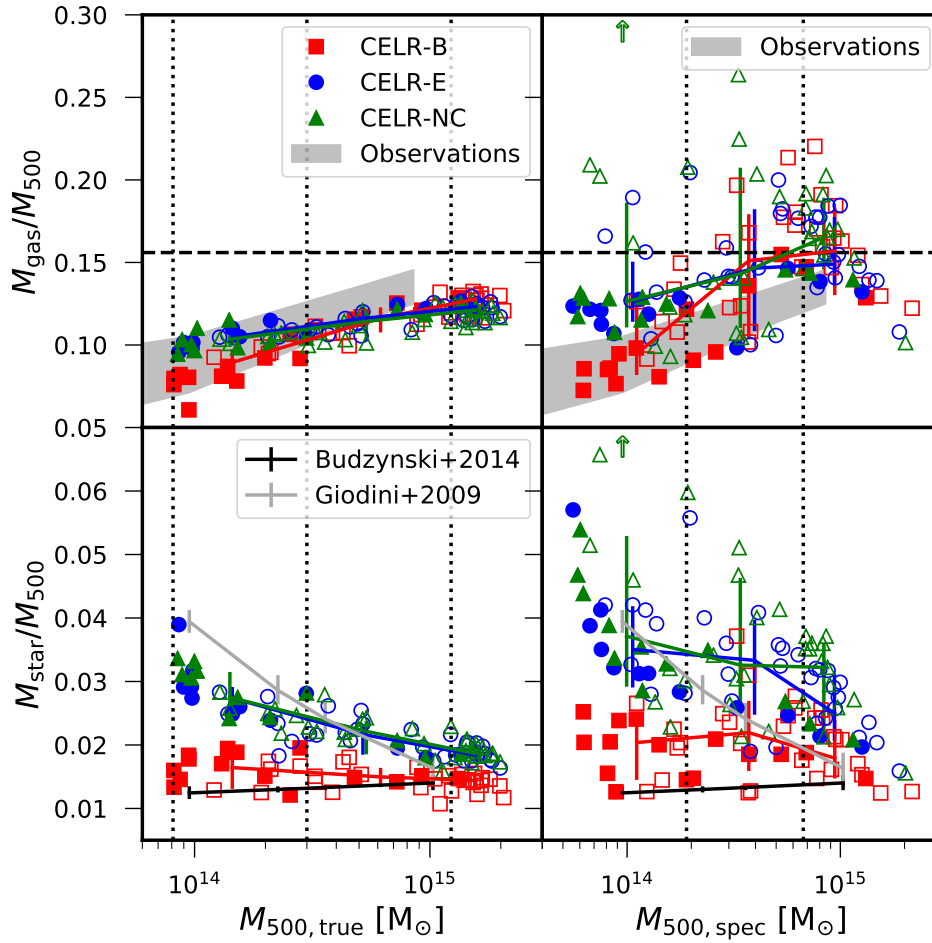 0.30
0.25
0.20
0.15
0.10
0.05
M_gas/M_500
CELR-B
CELR-E
CELR-NC
Observations
⇑
Observations
0.06
0.05
0.04
0.03
0.02
0.01
M_star/M_500
Budzynski+2014
Giodini+2009
⇑
10^14
10^15
10^14
10^15
M_500, true [M_⊙]
M_500, spec [M_⊙]